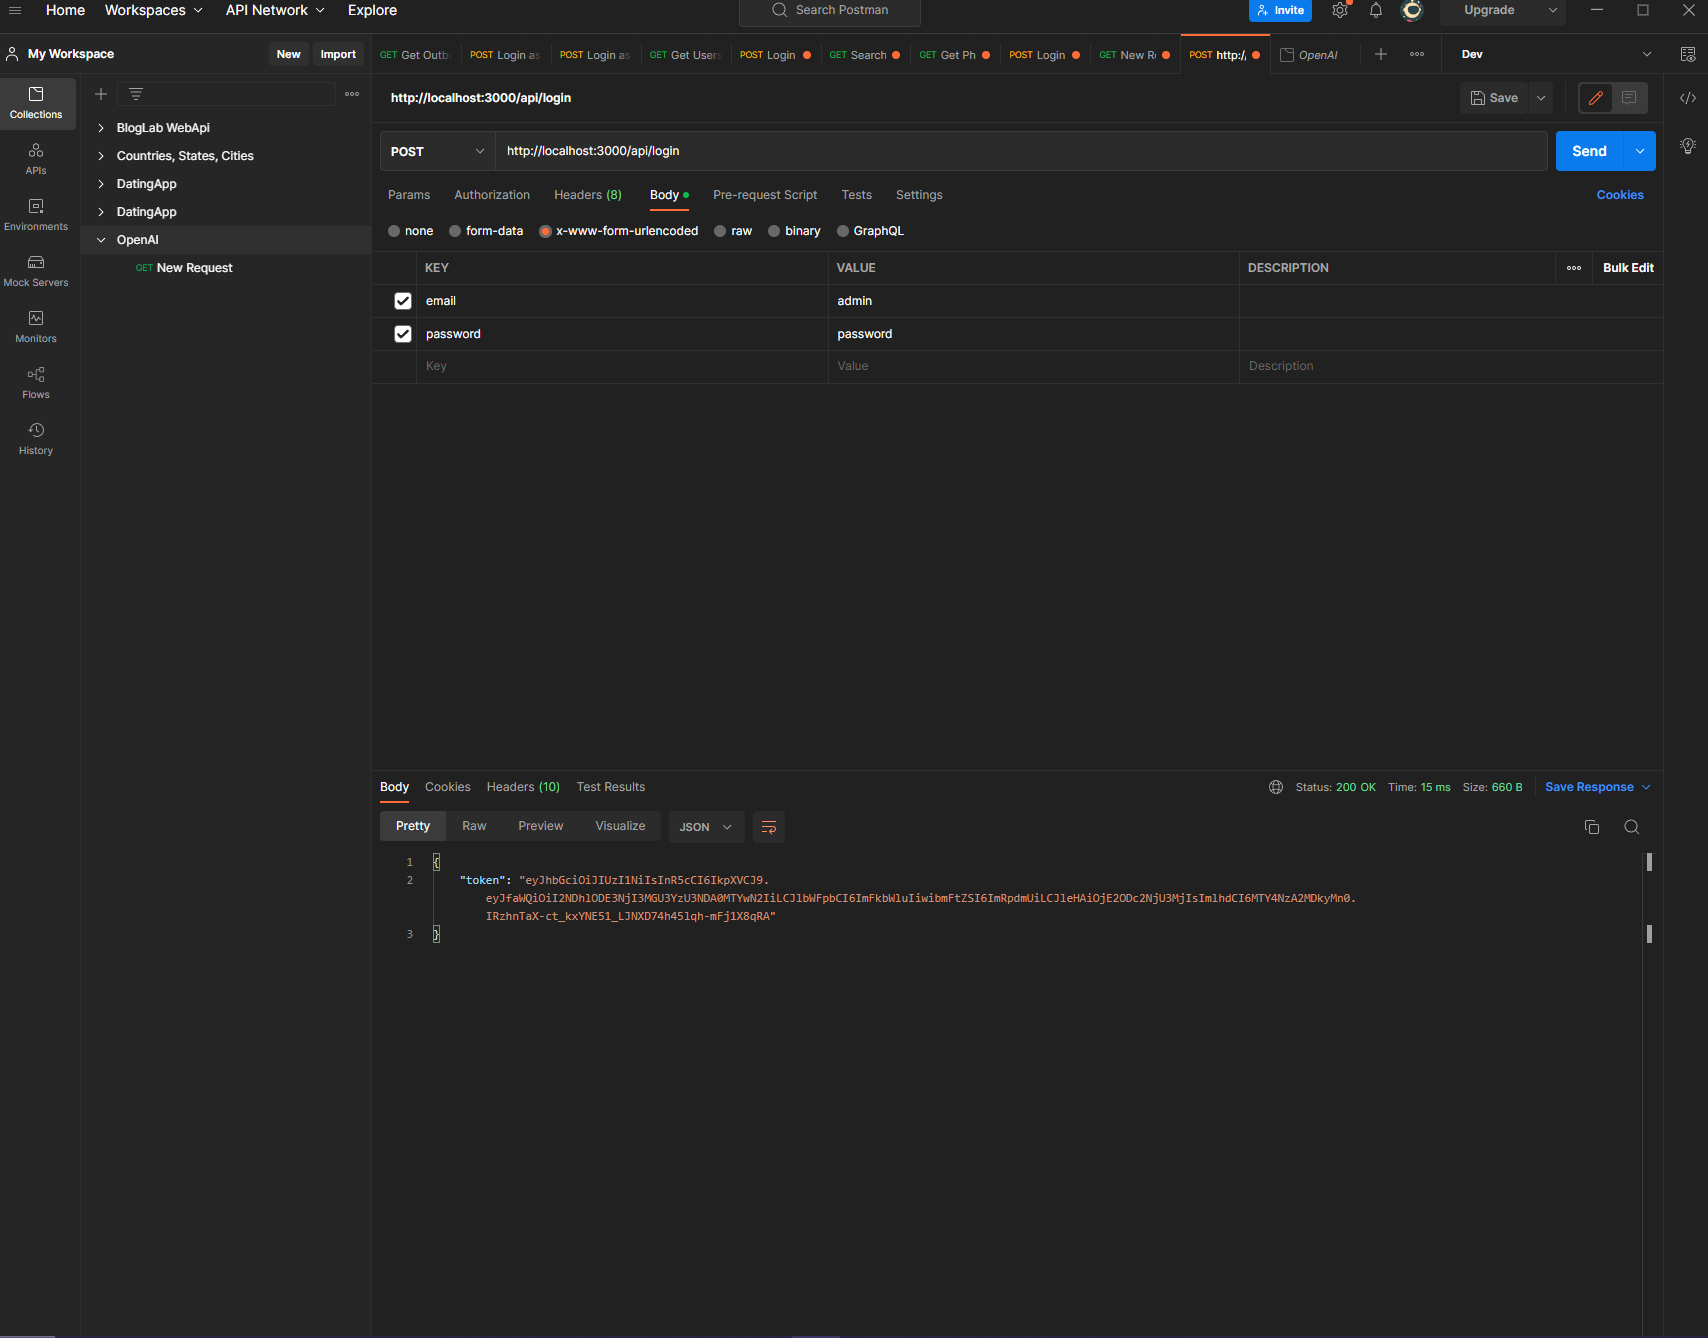 Home Workspaces API Network Explore Search Postman Invite Upgrade
My Workspace New Import GET Get Outb POST Login as POST Login as GET Get Users POST Login GET Search GET Get Ph POST Login GET New Re POST http:/, OpenAI Dev
Collections
APIs
Environments
Mock Servers
Monitors
Flows
History
BlogLab WebApi
Countries, States, Cities
DatingApp
DatingApp
OpenAI
GET New Request
http://localhost:3000/api/login Save
POST http://localhost:3000/api/login Send
Params Authorization Headers (8) Body Pre-request Script Tests Settings Cookies
none form-data x-www-form-urlencoded raw binary GraphQL
KEY VALUE DESCRIPTION Bulk Edit
email admin
password password
Key Value Description
Body Cookies Headers (10) Test Results Status: 200 OK Time: 15 ms Size: 660 B Save Response
Pretty Raw Preview Visualize JSON
1 {
2 "token": "eyJhbGciOiJIUzI1NiIsInR5cCI6IkpXVCJ9.
eyJfaWQiOiI2NDhlODE3NjI3MGU3YzU3NDA0MTYwN2IiLCJlbWFpbCI6ImFkbWluIiwibmFtZSI6ImRpdmUiLCJleHAiOjE2ODc2NjU3MjIsImlhdCI6MTY4NzA2MDkyMn0.
IRzhnTaX-ct_kxYNE51_LJNXD74h45lqh-mFj1X8qRA"
3 }